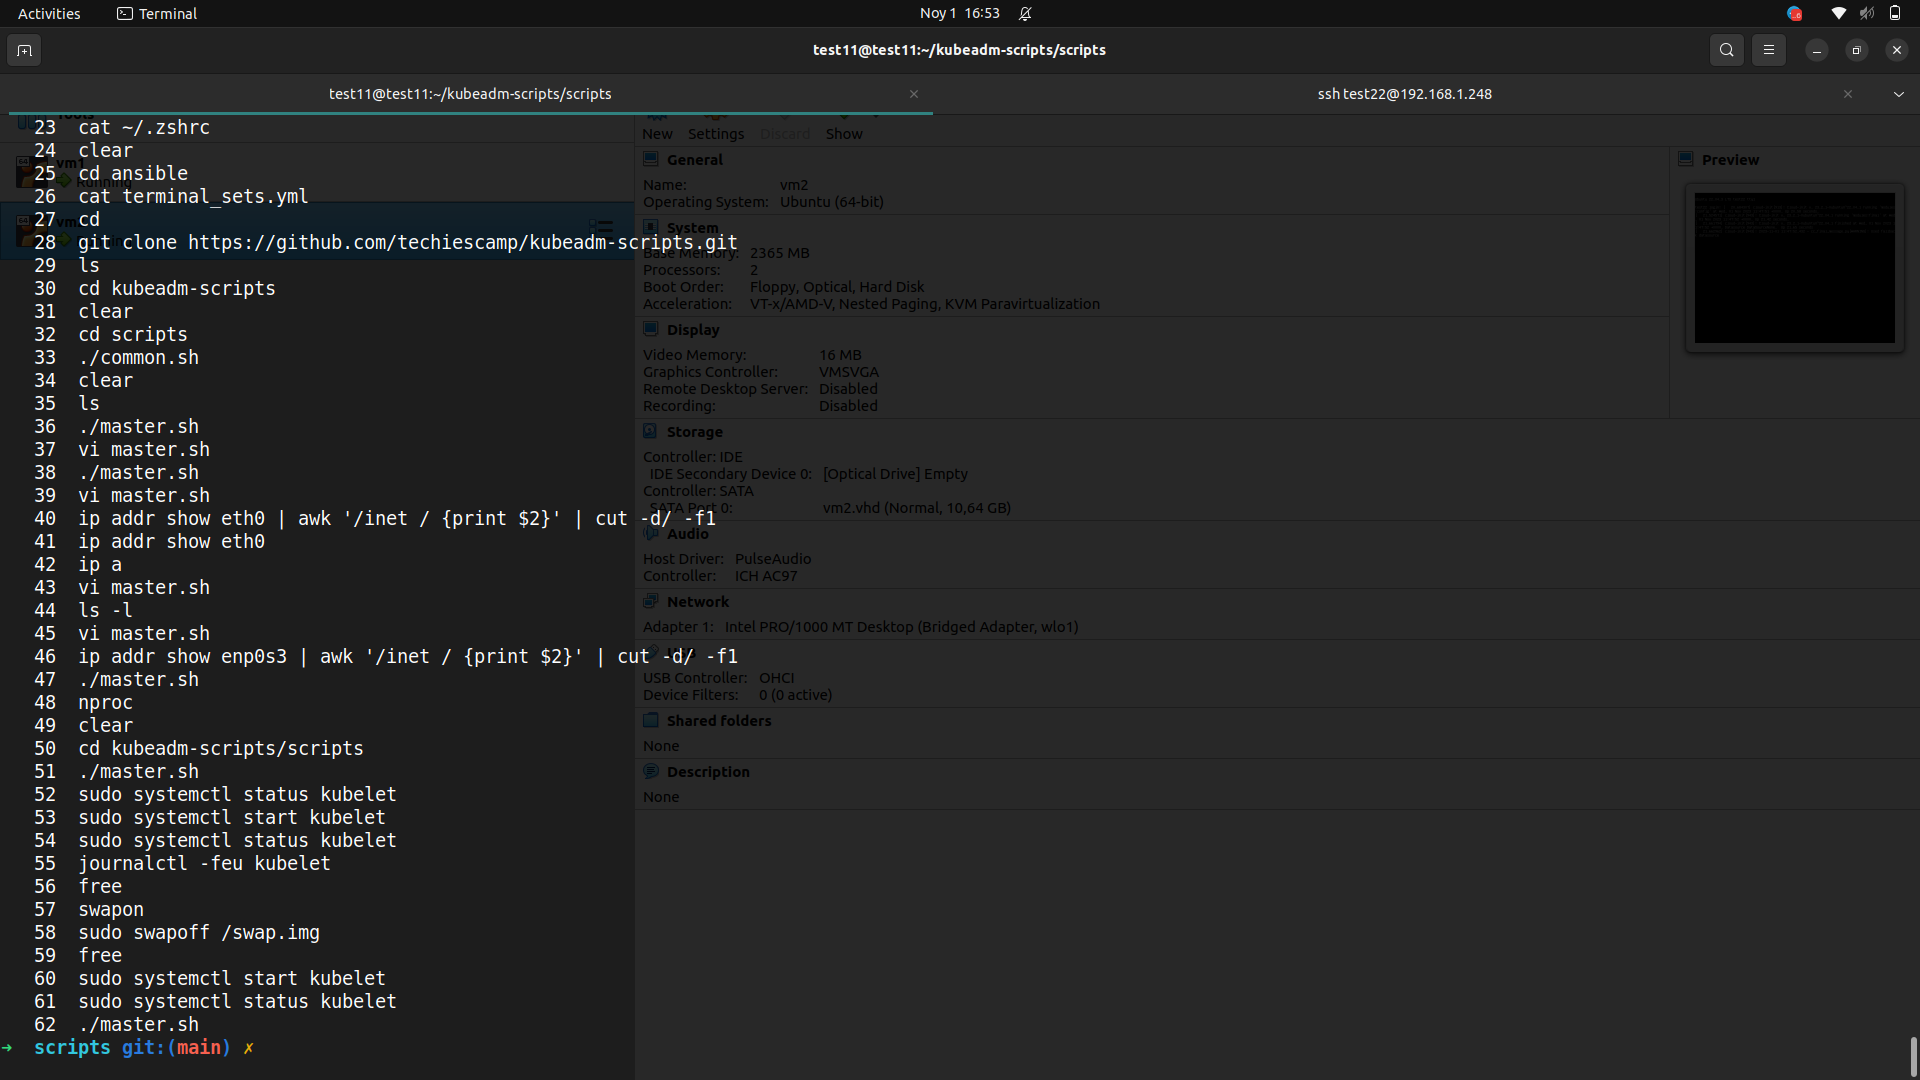 Activities
Terminal
Nov 1 16:53
test11@test11:~/kubeadm-scripts/scripts
test11@test11:~/kubeadm-scripts/scripts
ssh test22@192.168.1.248
23 cat ~/.zshrc
24 clear
25 cd ansible
26 cat terminal_sets.yml
27 cd
28 git clone https://github.com/techiescamp/kubeadm-scripts.git
29 ls
30 cd kubeadm-scripts
31 clear
32 cd scripts
33 ./common.sh
34 clear
35 ls
36 ./master.sh
37 vi master.sh
38 ./master.sh
39 vi master.sh
40 ip addr show eth0 | awk '/inet / {print $2}' | cut -d/ -f1
41 ip addr show eth0
42 ip a
43 vi master.sh
44 ls -l
45 vi master.sh
46 ip addr show enp0s3 | awk '/inet / {print $2}' | cut -d/ -f1
47 ./master.sh
48 nproc
49 clear
50 cd kubeadm-scripts/scripts
51 ./master.sh
52 sudo systemctl status kubelet
53 sudo systemctl start kubelet
54 sudo systemctl status kubelet
55 journalctl -feu kubelet
56 free
57 swapon
58 sudo swapoff /swap.img
59 free
60 sudo systemctl start kubelet
61 sudo systemctl status kubelet
62 ./master.sh
➜ scripts git:(main) ✗
Tools
vm1
Running
New Settings Discard Show
General
Name: vm2
Operating System: Ubuntu (64-bit)
System
Base Memory: 2365 MB
Processors: 2
Boot Order: Floppy, Optical, Hard Disk
Acceleration: VT-x/AMD-V, Nested Paging, KVM Paravirtualization
Display
Video Memory: 16 MB
Graphics Controller: VMSVGA
Remote Desktop Server: Disabled
Recording: Disabled
Storage
Controller: IDE
IDE Secondary Device 0: [Optical Drive] Empty
Controller: SATA
SATA Port 0: vm2.vhd (Normal, 10,64 GB)
Audio
Host Driver: PulseAudio
Controller: ICH AC97
Network
Adapter 1: Intel PRO/1000 MT Desktop (Bridged Adapter, wlo1)
USB Controller: OHCI
Device Filters: 0 (0 active)
Shared folders
None
Description
None
Preview